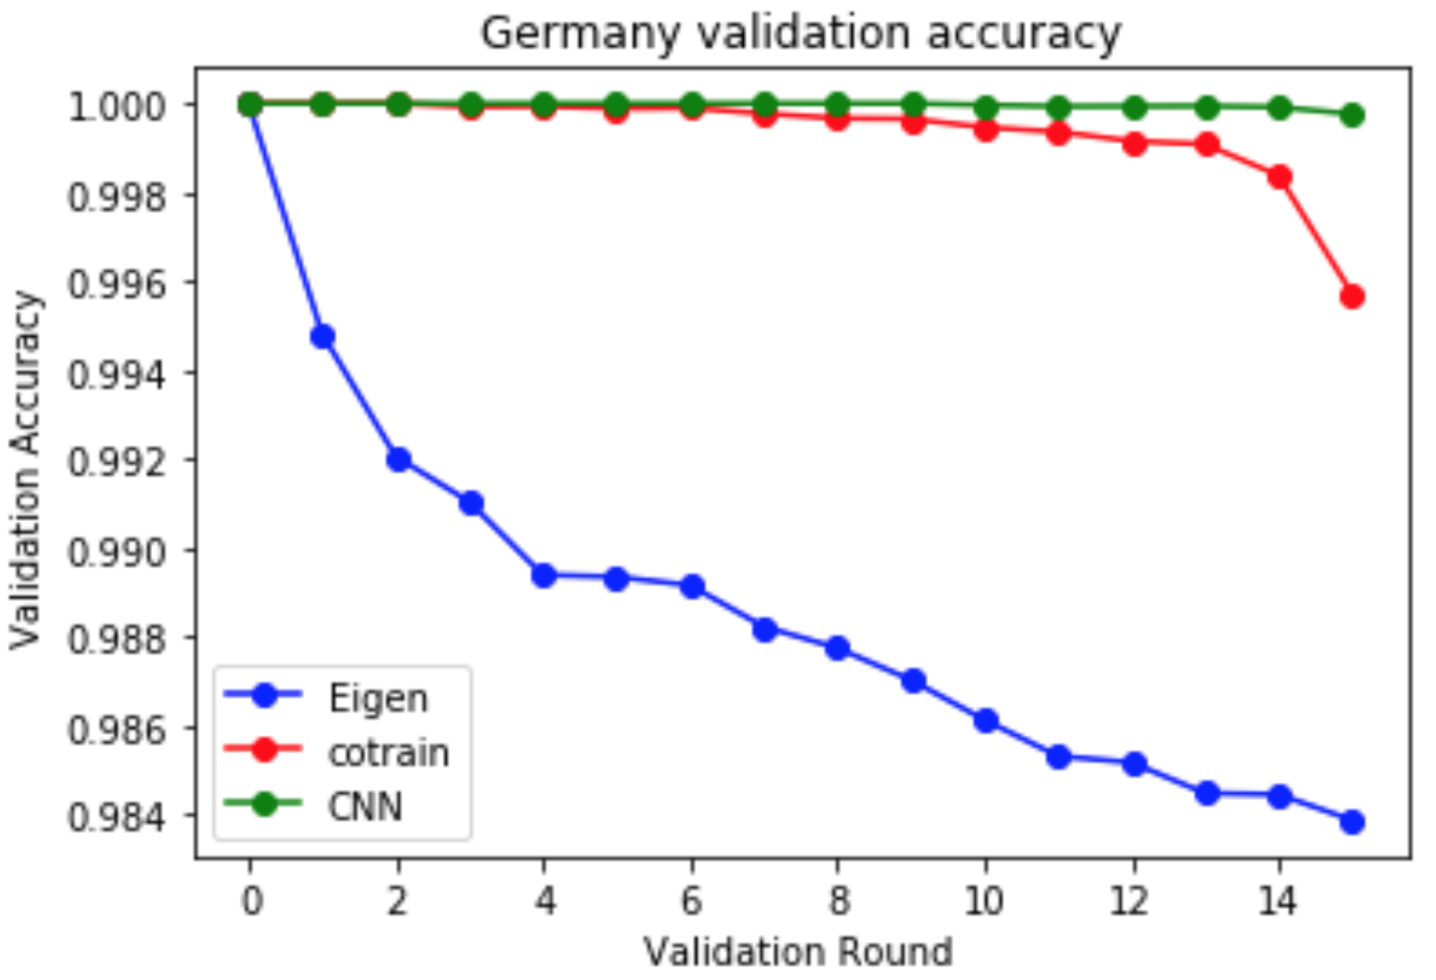 Germany validation accuracy
Validation Accuracy
1.000
0.998
0.996
0.994
0.992
0.990
0.988
0.986
0.984
Eigen
cotrain
CNN
0 2 4 6 8 10 12 14
Validation Round